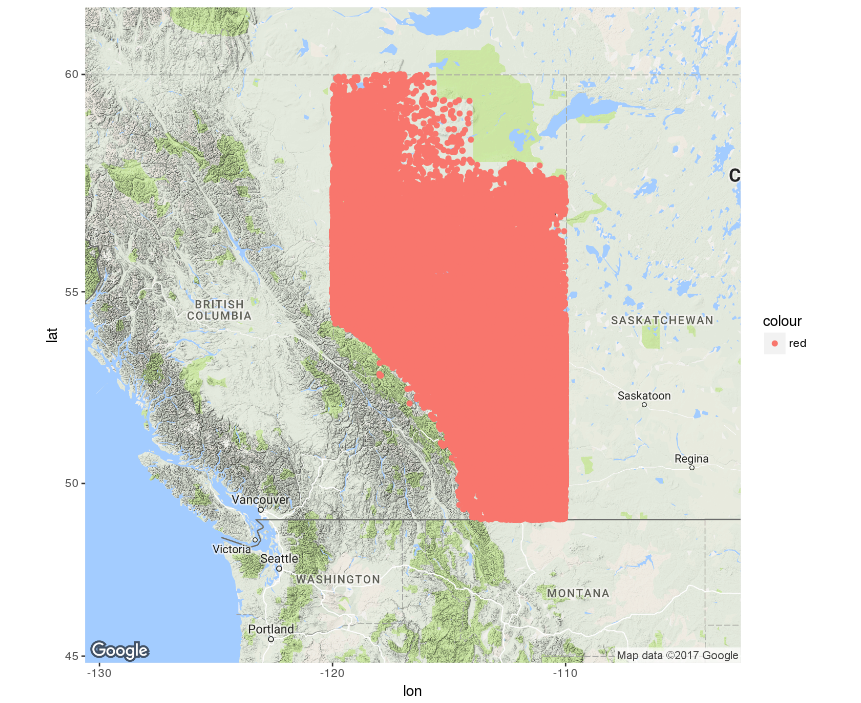 60
C
55
BRITISH
COLUMBIA
SASKATCHEWAN
colour
red
lat
Saskatoon
Regina
50
Vancouver
Victoria
Seattle
WASHINGTON
MONTANA
Portland
Google
Map data ©2017 Google
45
-130
-120
-110
lon